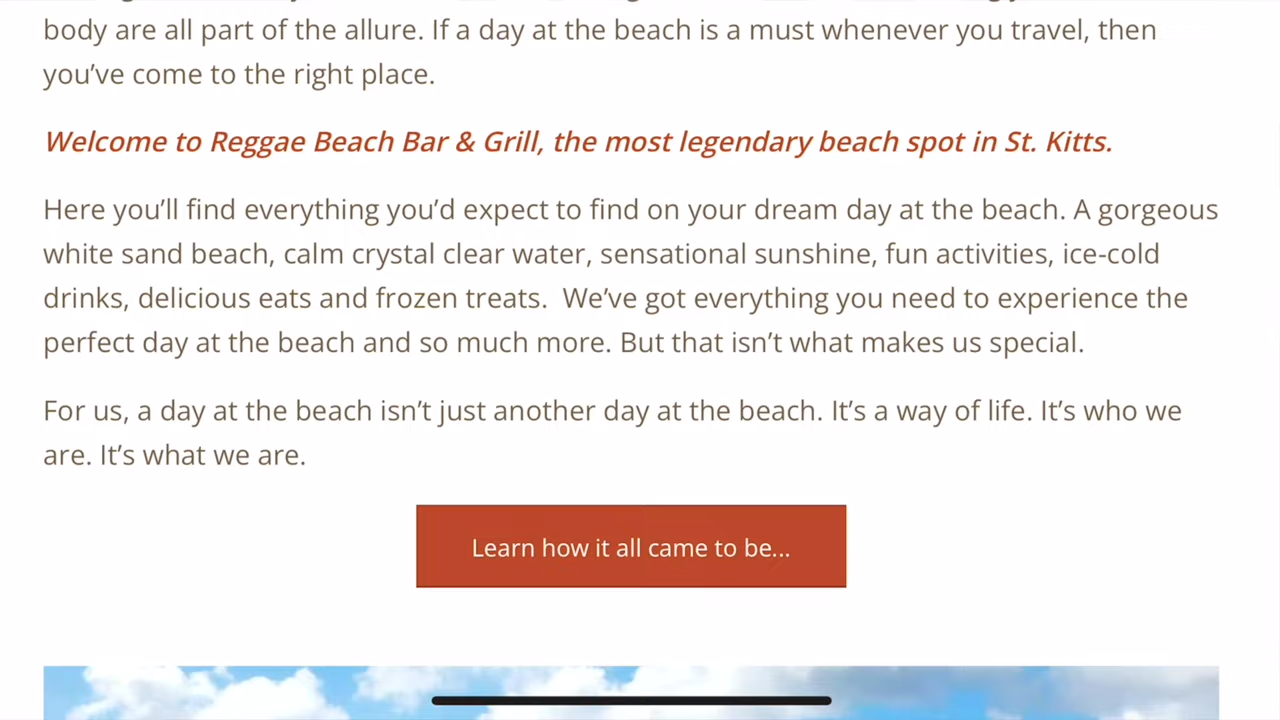 body are all part of the allure. If a day at the beach is a must whenever you travel, then
you’ve come to the right place.
Welcome to Reggae Beach Bar & Grill, the most legendary beach spot in St. Kitts.
Here you’ll find everything you’d expect to find on your dream day at the beach. A gorgeous
white sand beach, calm crystal clear water, sensational sunshine, fun activities, ice-cold
drinks, delicious eats and frozen treats.  We’ve got everything you need to experience the
perfect day at the beach and so much more. But that isn’t what makes us special.
For us, a day at the beach isn’t just another day at the beach. It’s a way of life. It’s who we
are. It’s what we are.
Learn how it all came to be...